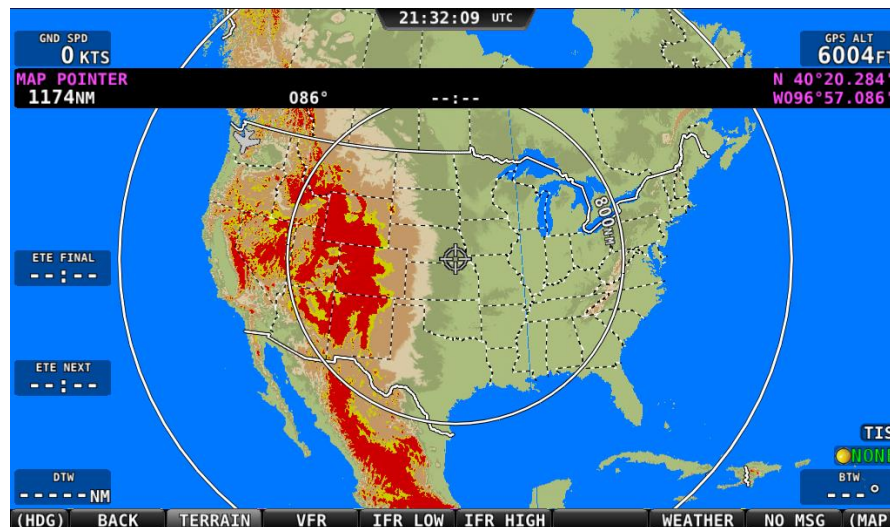 21:32:09 UTC
GND SPD
0 KTS
GPS ALT
6004FT
MAP POINTER
N 40°20.284'
1174NM 086° --:--
W096°57.086'
800NM
ETE FINAL
--:--
ETE NEXT
--:--
TIS
NONE
DTW
-----NM
BTW
---°
(HDG) BACK TERRAIN VFR IFR LOW IFR HIGH WEATHER NO MSG (MAP